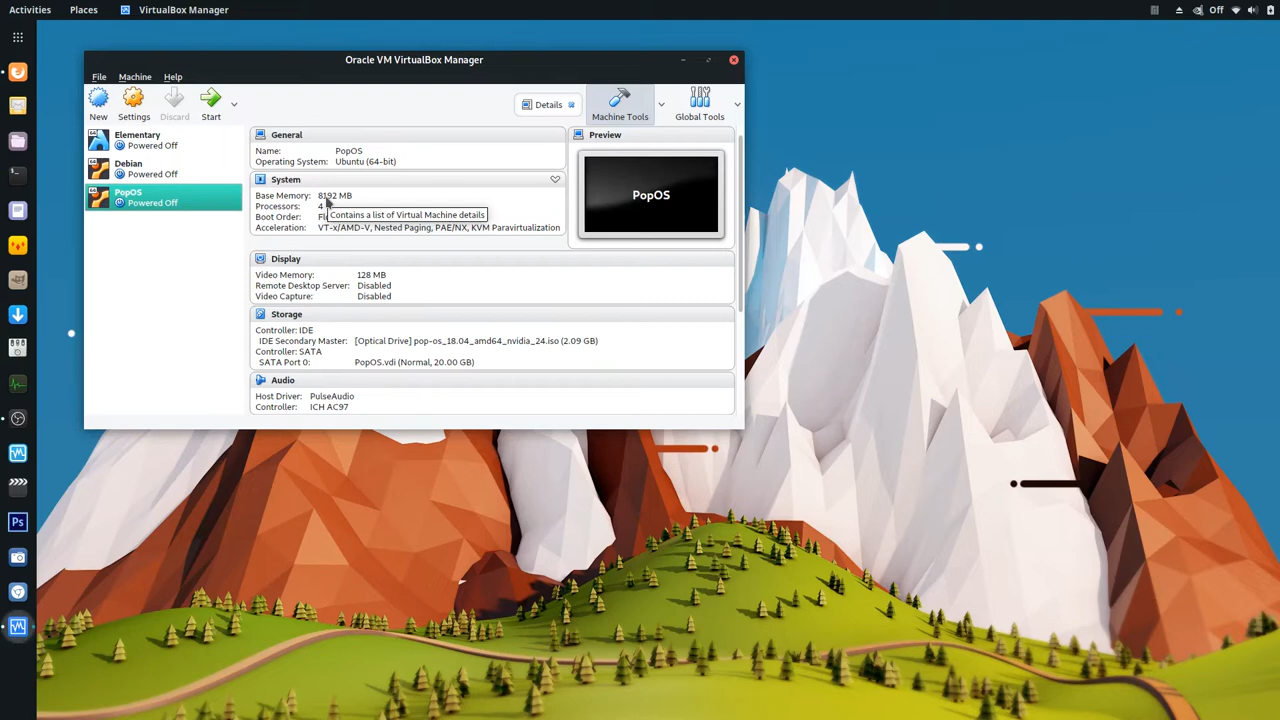 Activities Places VirtualBox Manager Off
Oracle VM VirtualBox Manager
File Machine Help
New Settings Discard Start Details Machine Tools Global Tools
64 Elementary
Powered Off
64 Debian
Powered Off
64 PopOS
Powered Off
General
Name: PopOS
Operating System: Ubuntu (64-bit)
System
Base Memory: 8192 MB
Processors: 4
Boot Order:
Contains a list of Virtual Machine details
Acceleration: VT-x/AMD-V, Nested Paging, PAE/NX, KVM Paravirtualization
Preview
PopOS
Display
Video Memory: 128 MB
Remote Desktop Server: Disabled
Video Capture: Disabled
Storage
Controller: IDE
IDE Secondary Master: [Optical Drive] pop-os_18.04_amd64_nvidia_24.iso (2.09 GB)
Controller: SATA
SATA Port 0: PopOS.vdi (Normal, 20.00 GB)
Audio
Host Driver: PulseAudio
Controller: ICH AC97
Ps